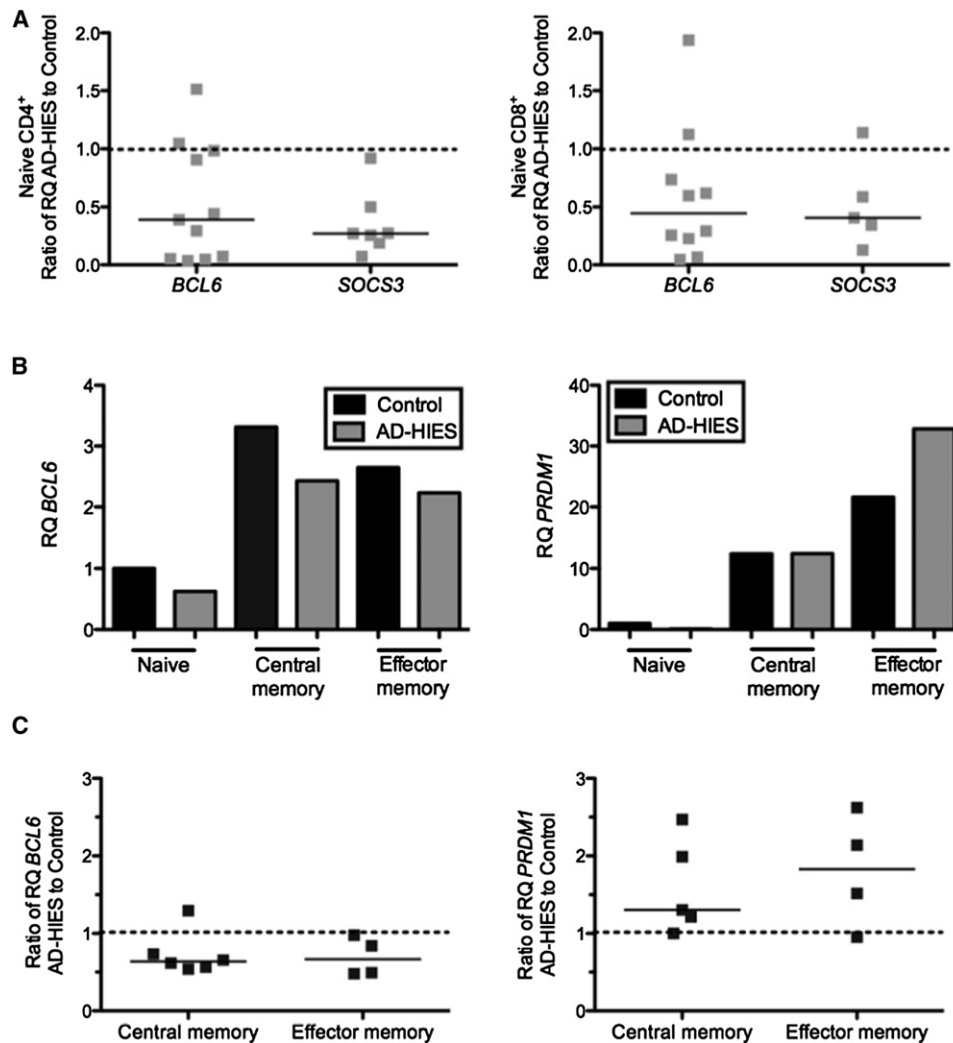 A
Naive CD4+
Ratio of RQ AD-HIES to Control
2.0
1.5
1.0
0.5
0.0
BCL6
SOCS3
Naive CD8+
Ratio of RQ AD-HIES to Control
2.0
1.5
1.0
0.5
0.0
BCL6
SOCS3
B
RQ BCL6
4
3
2
1
0
Control
AD-HIES
Naive
Central
memory
Effector
memory
RQ PRDM1
40
30
20
10
0
Control
AD-HIES
Naive
Central
memory
Effector
memory
C
Ratio of RQ BCL6
AD-HIES to Control
3
2
1
0
Central memory
Effector memory
Ratio of RQ PRDM1
AD-HIES to Control
3
2
1
0
Central memory
Effector memory